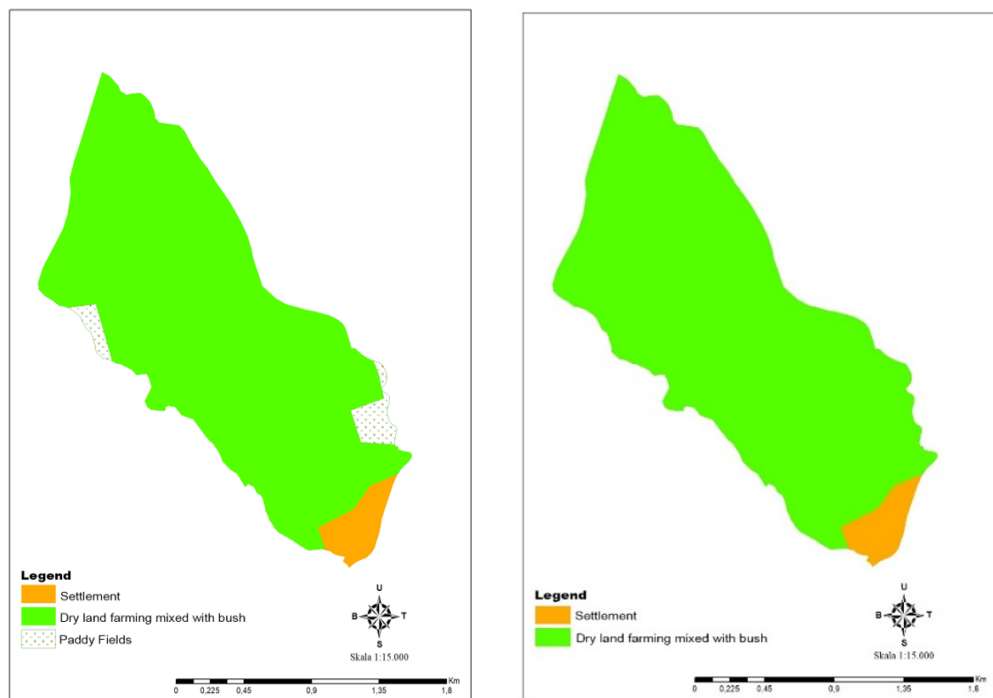 Legend
Settlement
Dry land farming mixed with bush
Paddy Fields
U
B T
S
Skala 1:15.000
Km
0 0,225 0,45 0,9 1,35 1,8
Legend
Settlement
Dry land farming mixed with bush
U
B T
S
Skala 1:15.000
Km
0 0,225 0,45 0,9 1,35 1,8